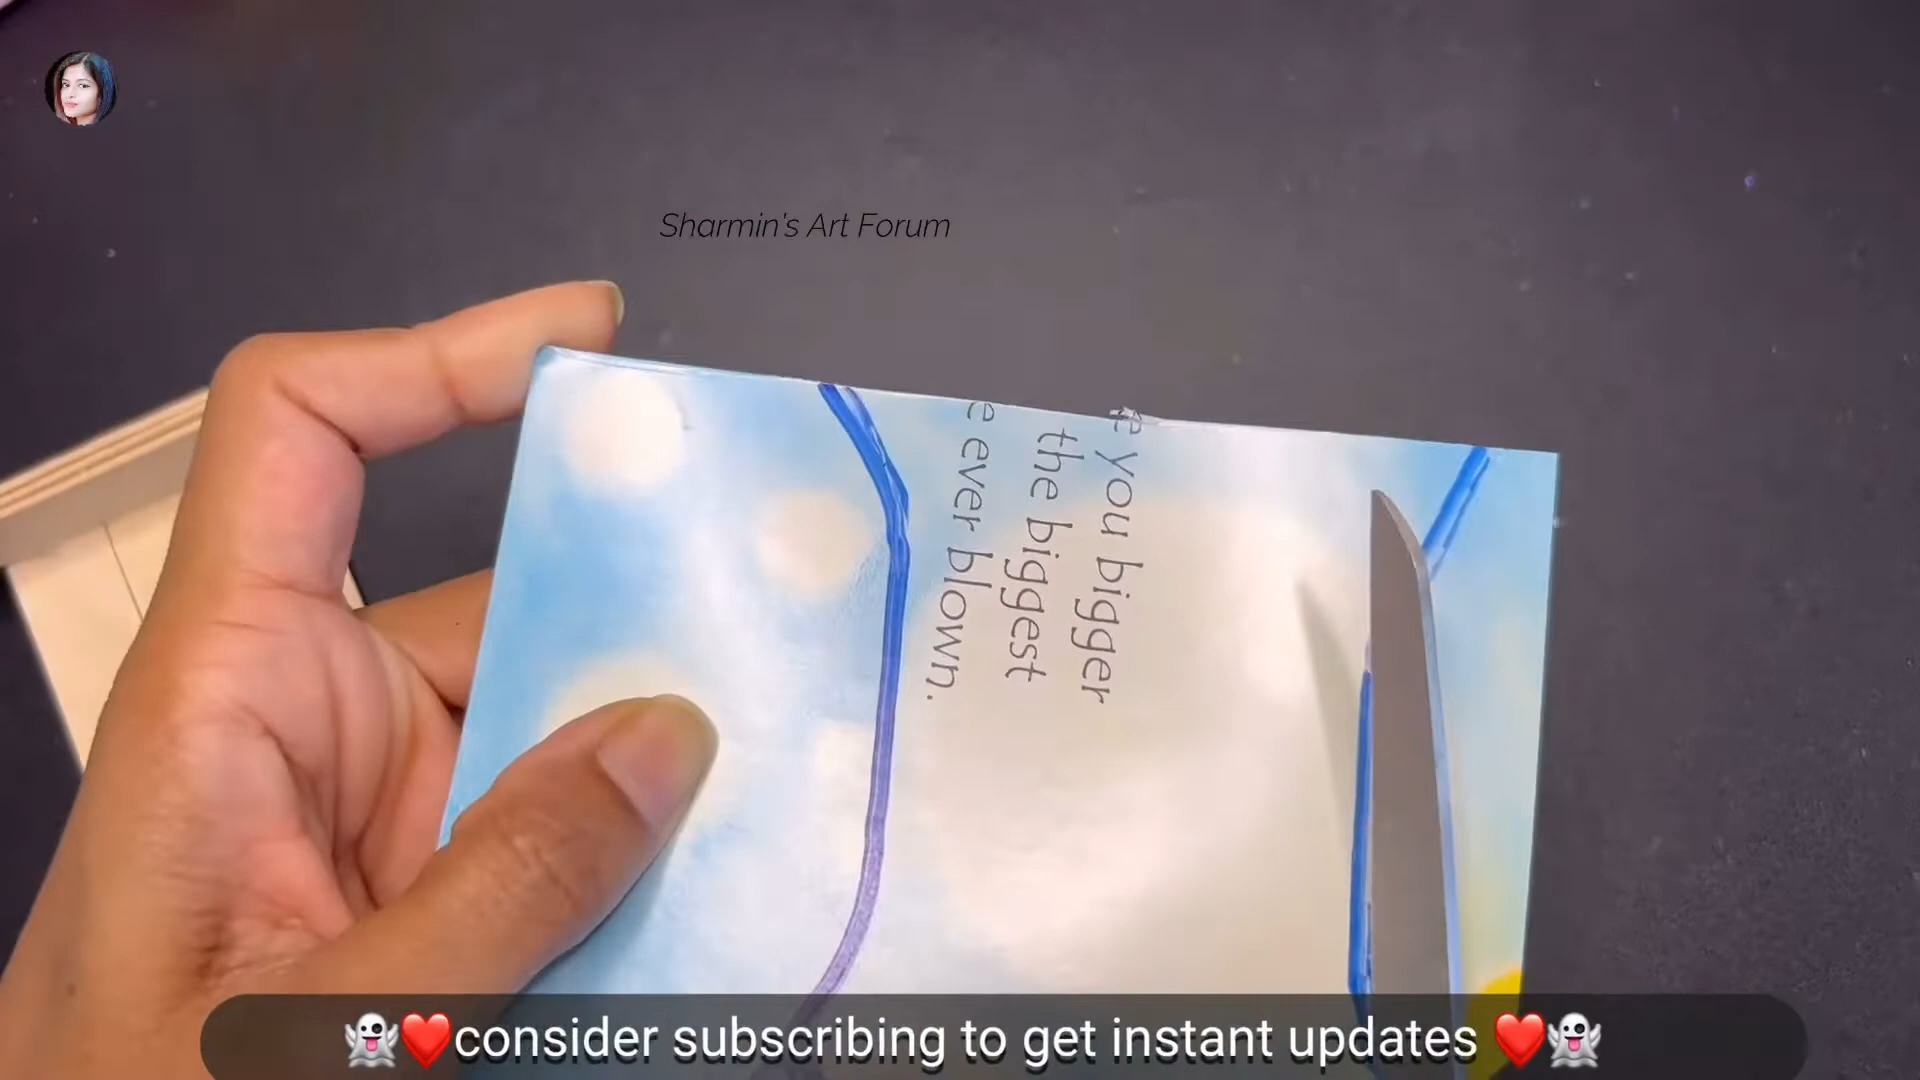 Sharmin's Art Forum
you bigger
the biggest
e ever blown.
👻❤️consider subscribing to get instant updates ❤️👻